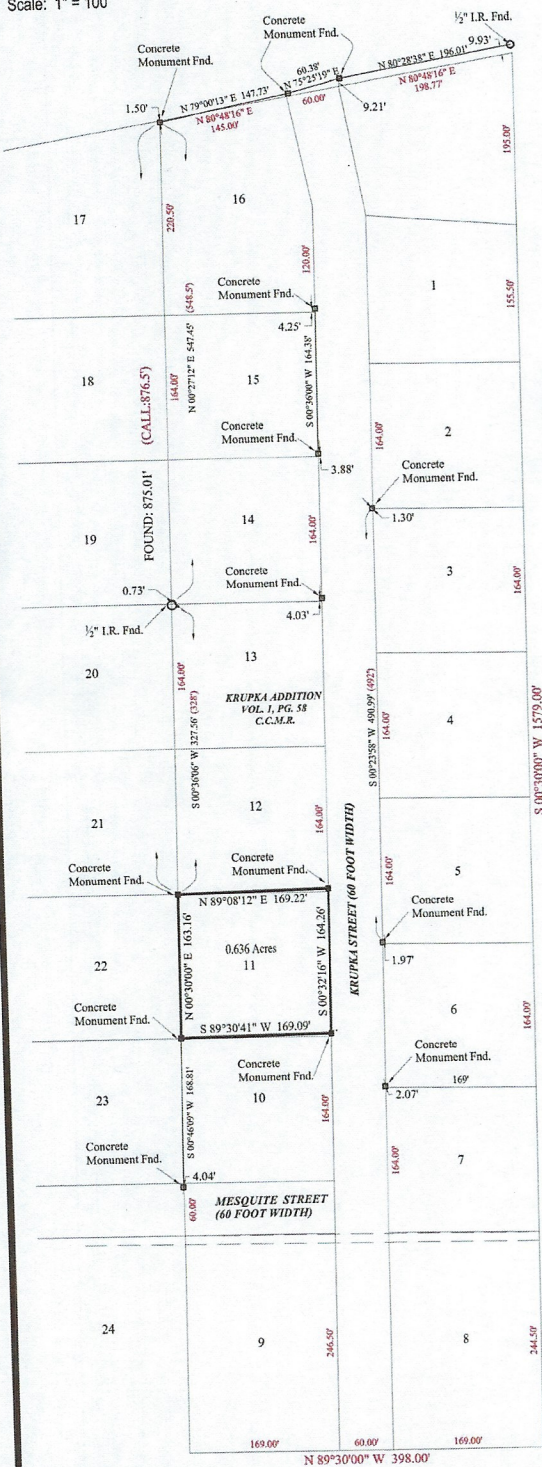 Scale: 1" = 100'
½" I.R. Fnd.
9.93'
Concrete
Monument Fnd.
Concrete
Monument Fnd.
60.38'
N 75°25'19" E
N 80°28'38" E 196.01'
N 80°48'16" E
198.77'
1.50'
N 79°00'13" E 147.73'
N 80°48'16" E
145.00'
60.00'
9.21'
195.00'
17
16
220.50'
120.00'
1
155.50'
Concrete
Monument Fnd.
4.25'
(548.5')
N 00°27'12" E 547.45'
18
(CALL:876.5')
164.00'
15
S 00°36'00" W 164.38'
2
164.00'
Concrete
Monument Fnd.
3.88'
Concrete
Monument Fnd.
1.30'
19
FOUND: 875.01'
14
164.00'
3
164.00'
0.73'
½" I.R. Fnd.
Concrete
Monument Fnd.
4.03'
20
13
164.00'
S 00°36'06" W 327.56' (328')
KRUPKA ADDITION
VOL. 1, PG. 58
C.C.M.R.
S 00°23'58" W 490.99' (492')
164.00'
4
S 00°30'00" W 1579.00'
21
12
164.00'
KRUPKA STREET (60 FOOT WIDTH)
164.00'
5
Concrete
Monument Fnd.
Concrete
Monument Fnd.
N 89°08'12" E 169.22'
Concrete
Monument Fnd.
1.97'
22
N 00°30'00" E 163.16'
0.636 Acres
11
S 00°32'16" W 164.26'
6
164.00'
Concrete
Monument Fnd.
S 89°30'41" W 169.09'
Concrete
Monument Fnd.
Concrete
Monument Fnd.
169'
2.07'
23
S 00°46'09" W 168.81'
10
164.00'
164.00'
7
Concrete
Monument Fnd.
4.04'
60.00'
MESQUITE STREET
(60 FOOT WIDTH)
24
9
246.50'
8
244.50'
169.00'
60.00'
169.00'
N 89°30'00" W 398.00'